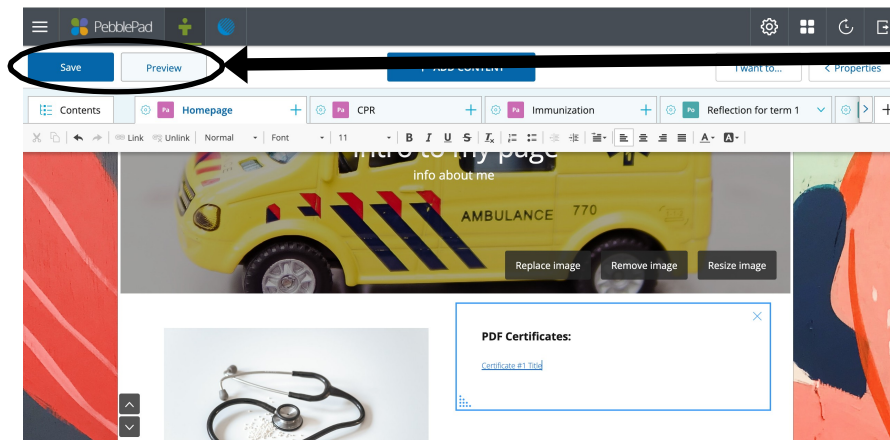 PebblePad
Save Preview + ADD CONTENT I want to... < Properties
Contents Pa Homepage + Pa CPR + Pa Immunization + Po Reflection for term 1
Link Unlink Normal Font 11 B I U S Ix A A
intro to my page
info about me
AMBULANCE 770
Replace image Remove image Resize image
PDF Certificates:
Certificate #1 Title